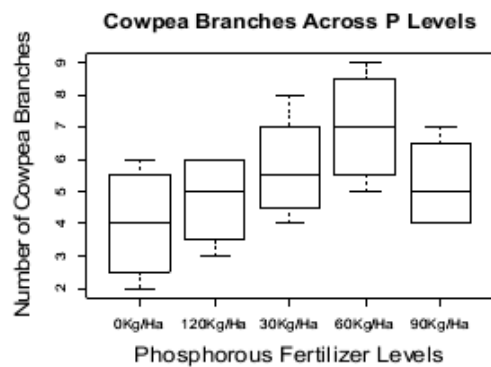 Cowpea Branches Across P Levels
Number of Cowpea Branches
9
8
7
6
5
4
3
2
0Kg/Ha 120Kg/Ha 30Kg/Ha 60Kg/Ha 90Kg/Ha
Phosphorous Fertilizer Levels